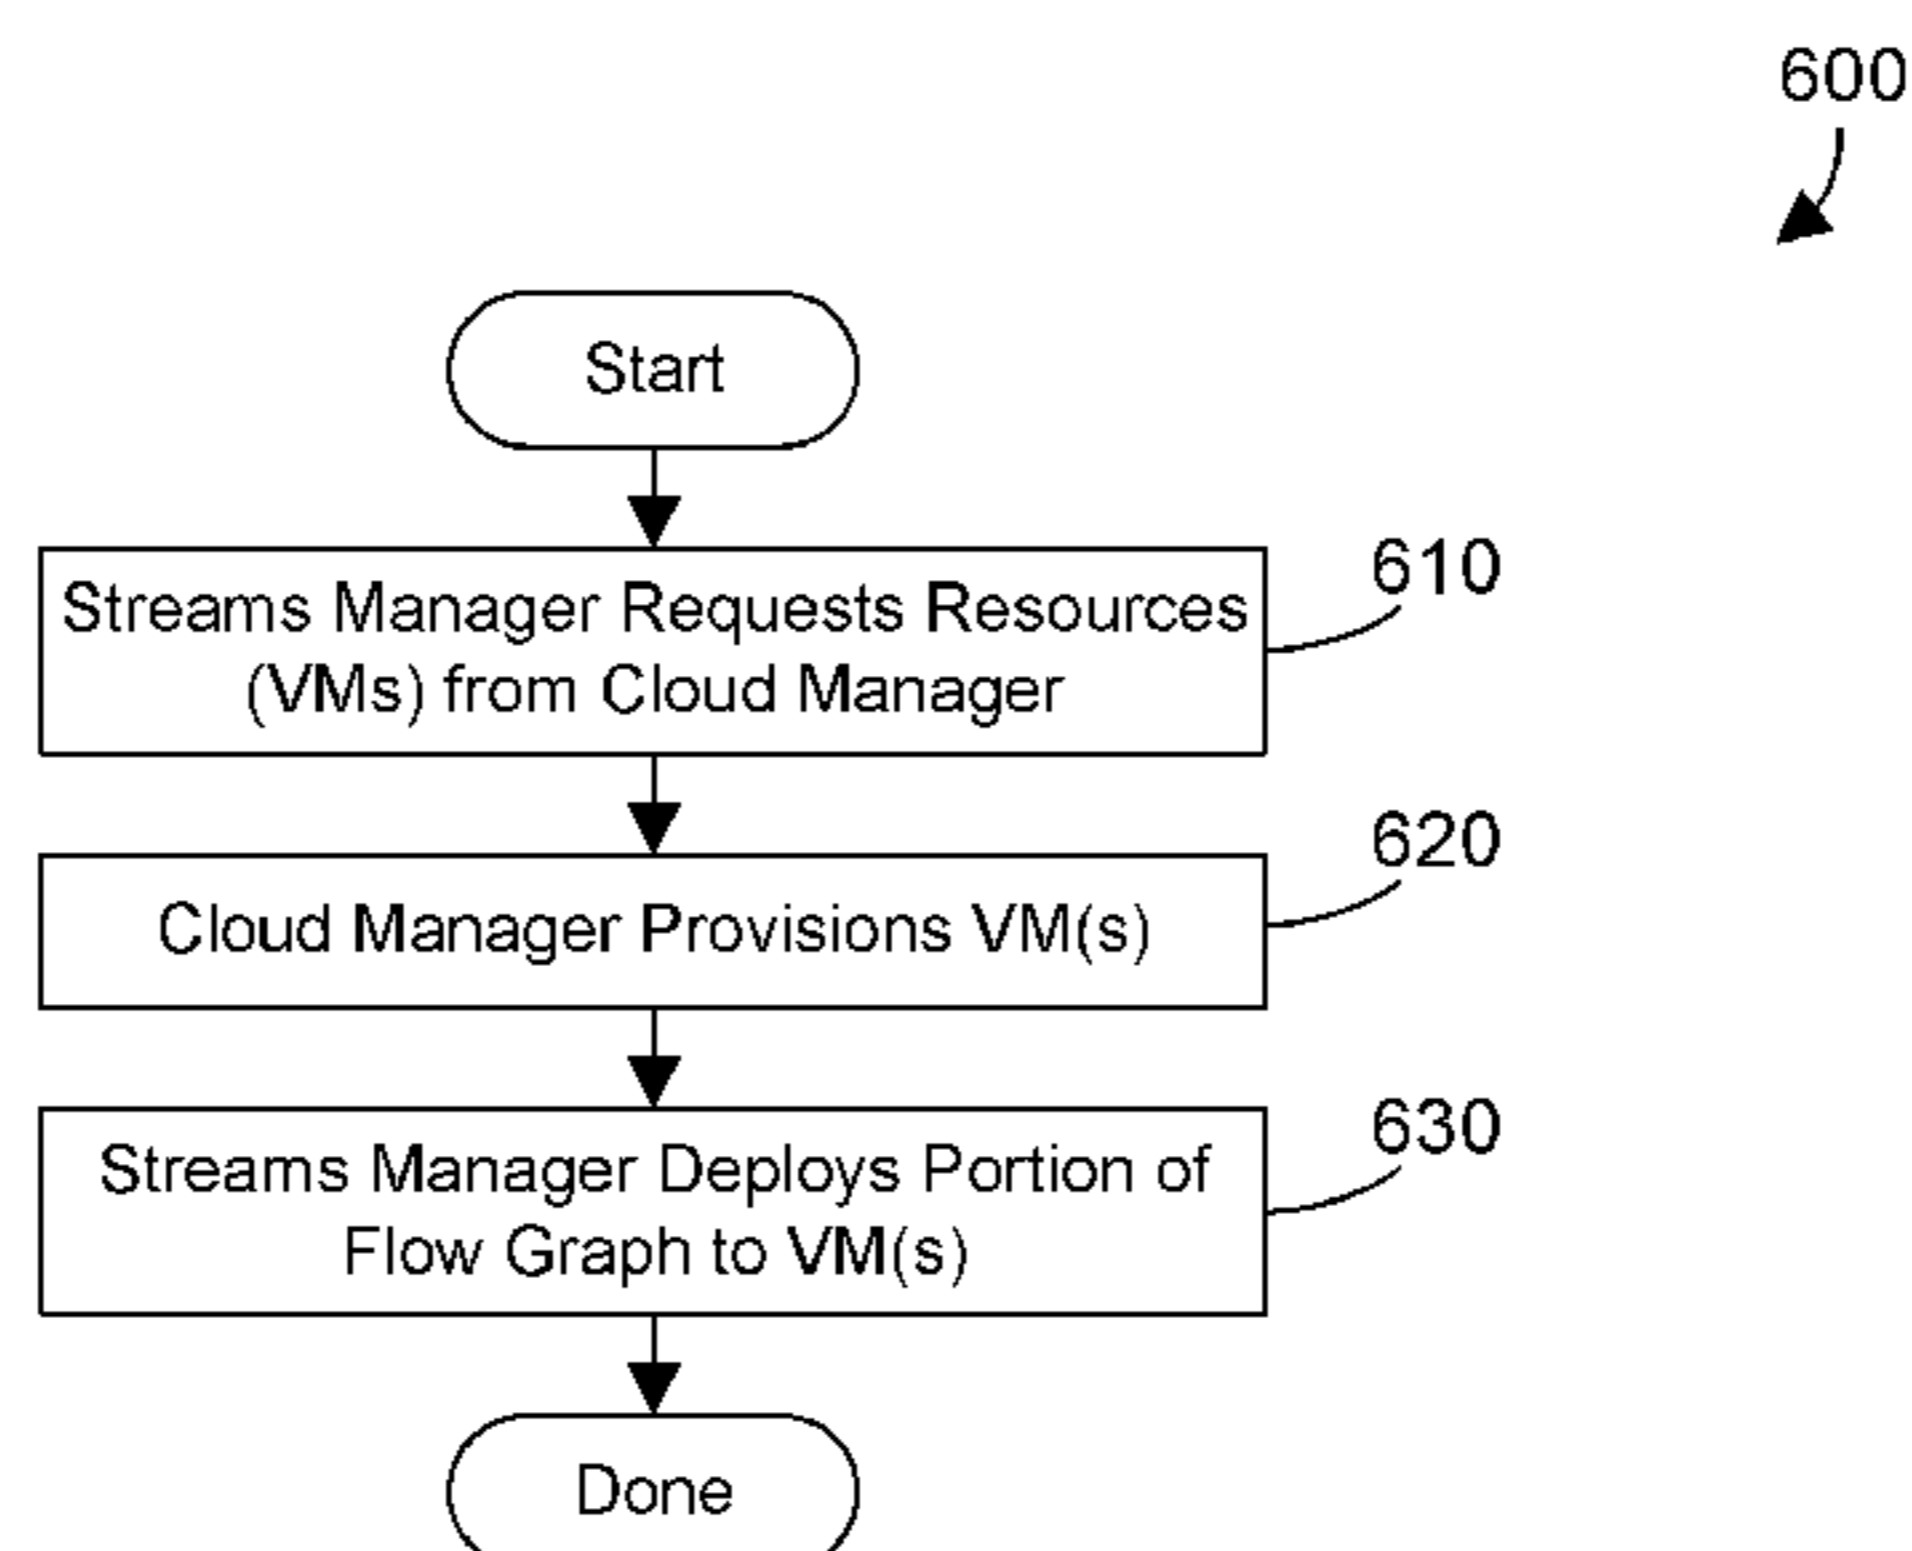 600
Start
Streams Manager Requests Resources
(VMs) from Cloud Manager
610
Cloud Manager Provisions VM(s)
620
Streams Manager Deploys Portion of
Flow Graph to VM(s)
630
Done